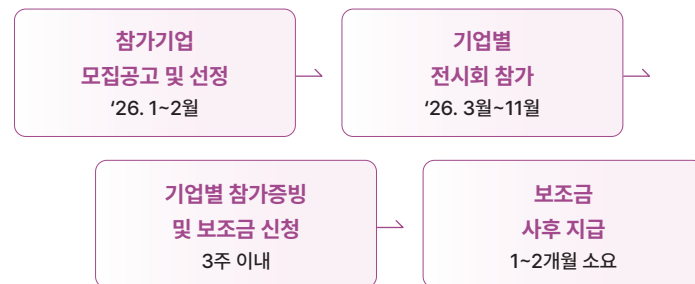 참가기업
모집공고 및 선정
‘26. 1~2월
기업별
전시회 참가
‘26. 3월~11월
기업별 참가증빙
및 보조금 신청
3주 이내
보조금
사후 지급
1~2개월 소요